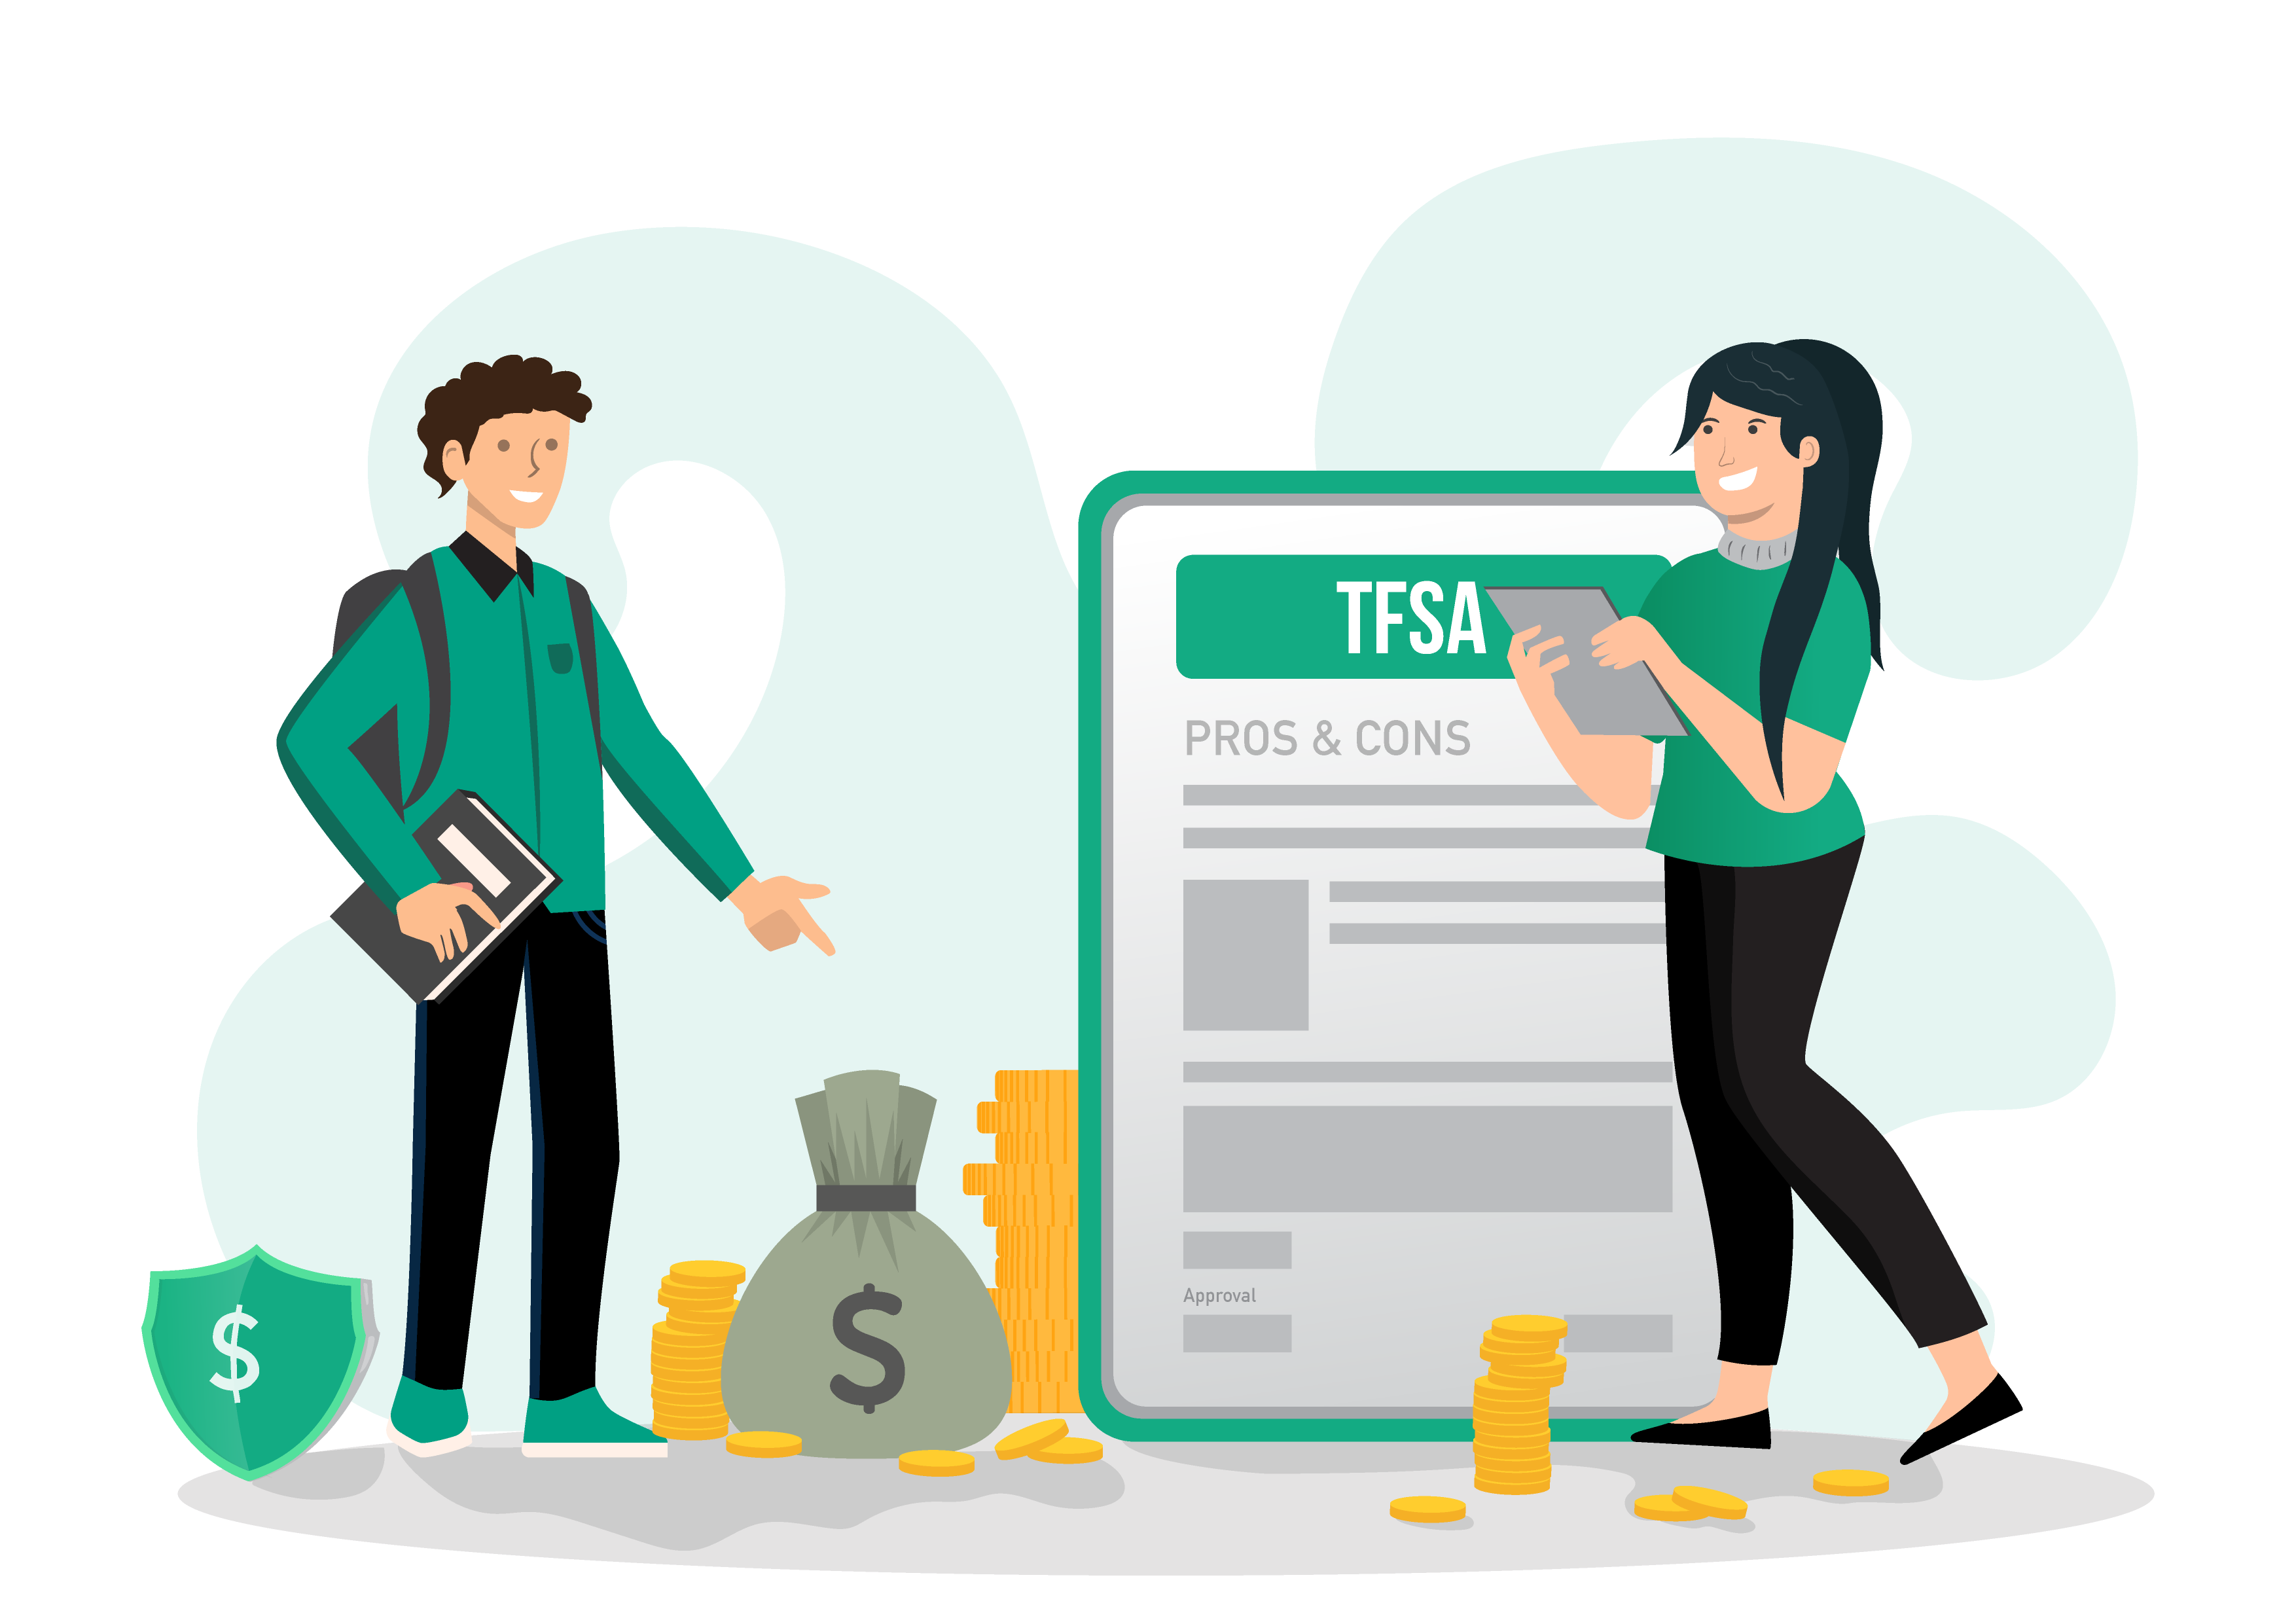 TFSA
PROS & CONS
Approval
$
$